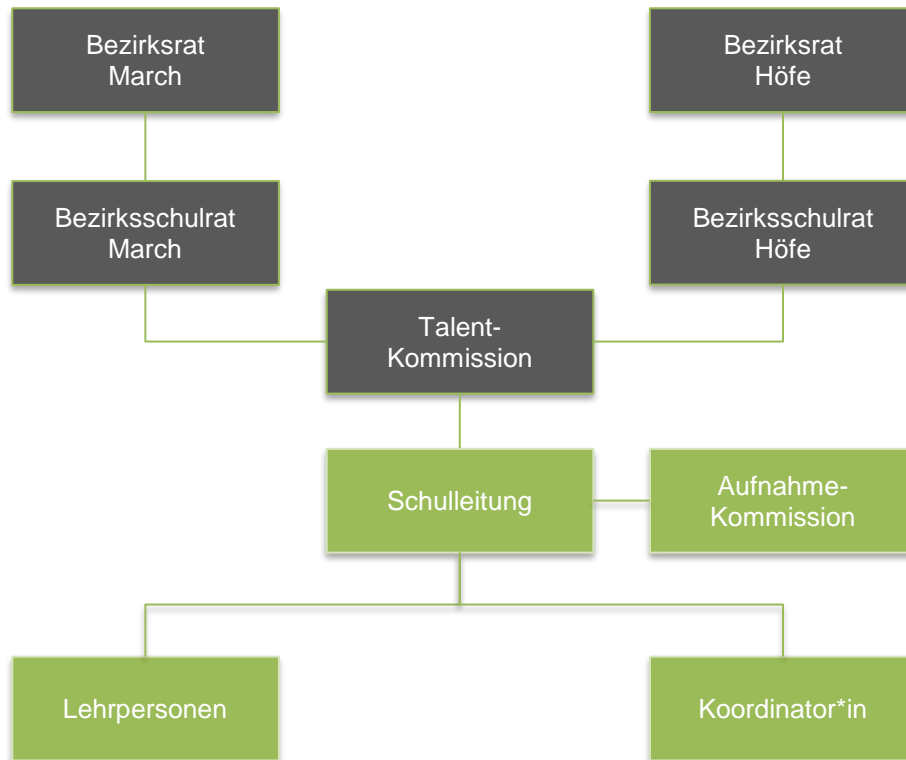 Bezirksrat
March
Bezirksrat
Höfe
Bezirksschulrat
March
Bezirksschulrat
Höfe
Talent-
Kommission
Schulleitung
Aufnahme-
Kommission
Lehrpersonen
Koordinator*in